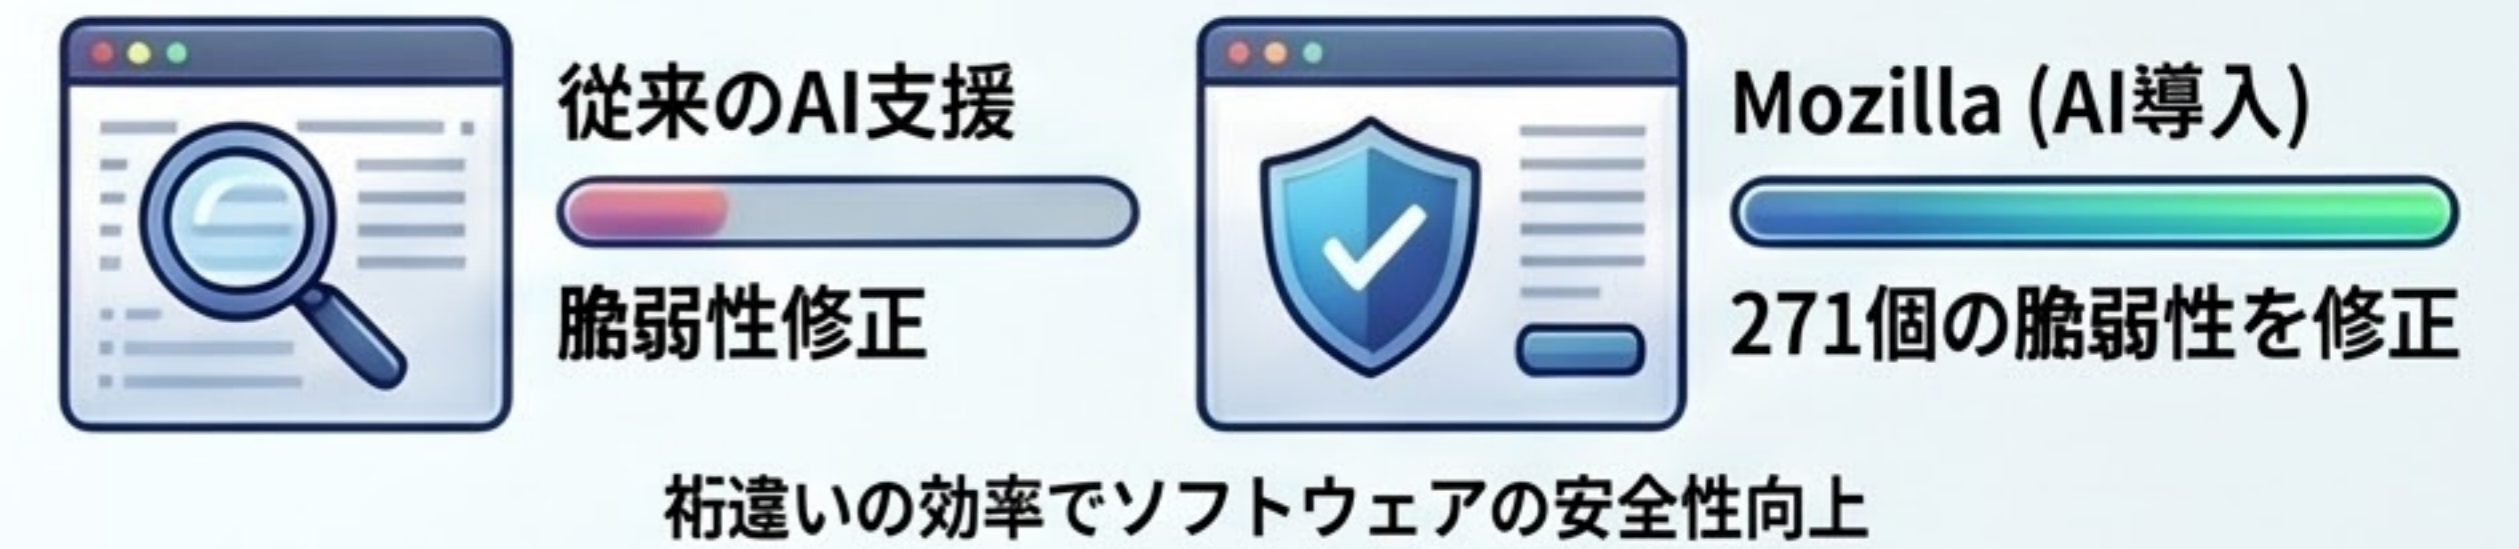 従来のAI支援
脆弱性修正
Mozilla (AI導入)
271個の脆弱性を修正
桁違いの効率でソフトウェアの安全性向上